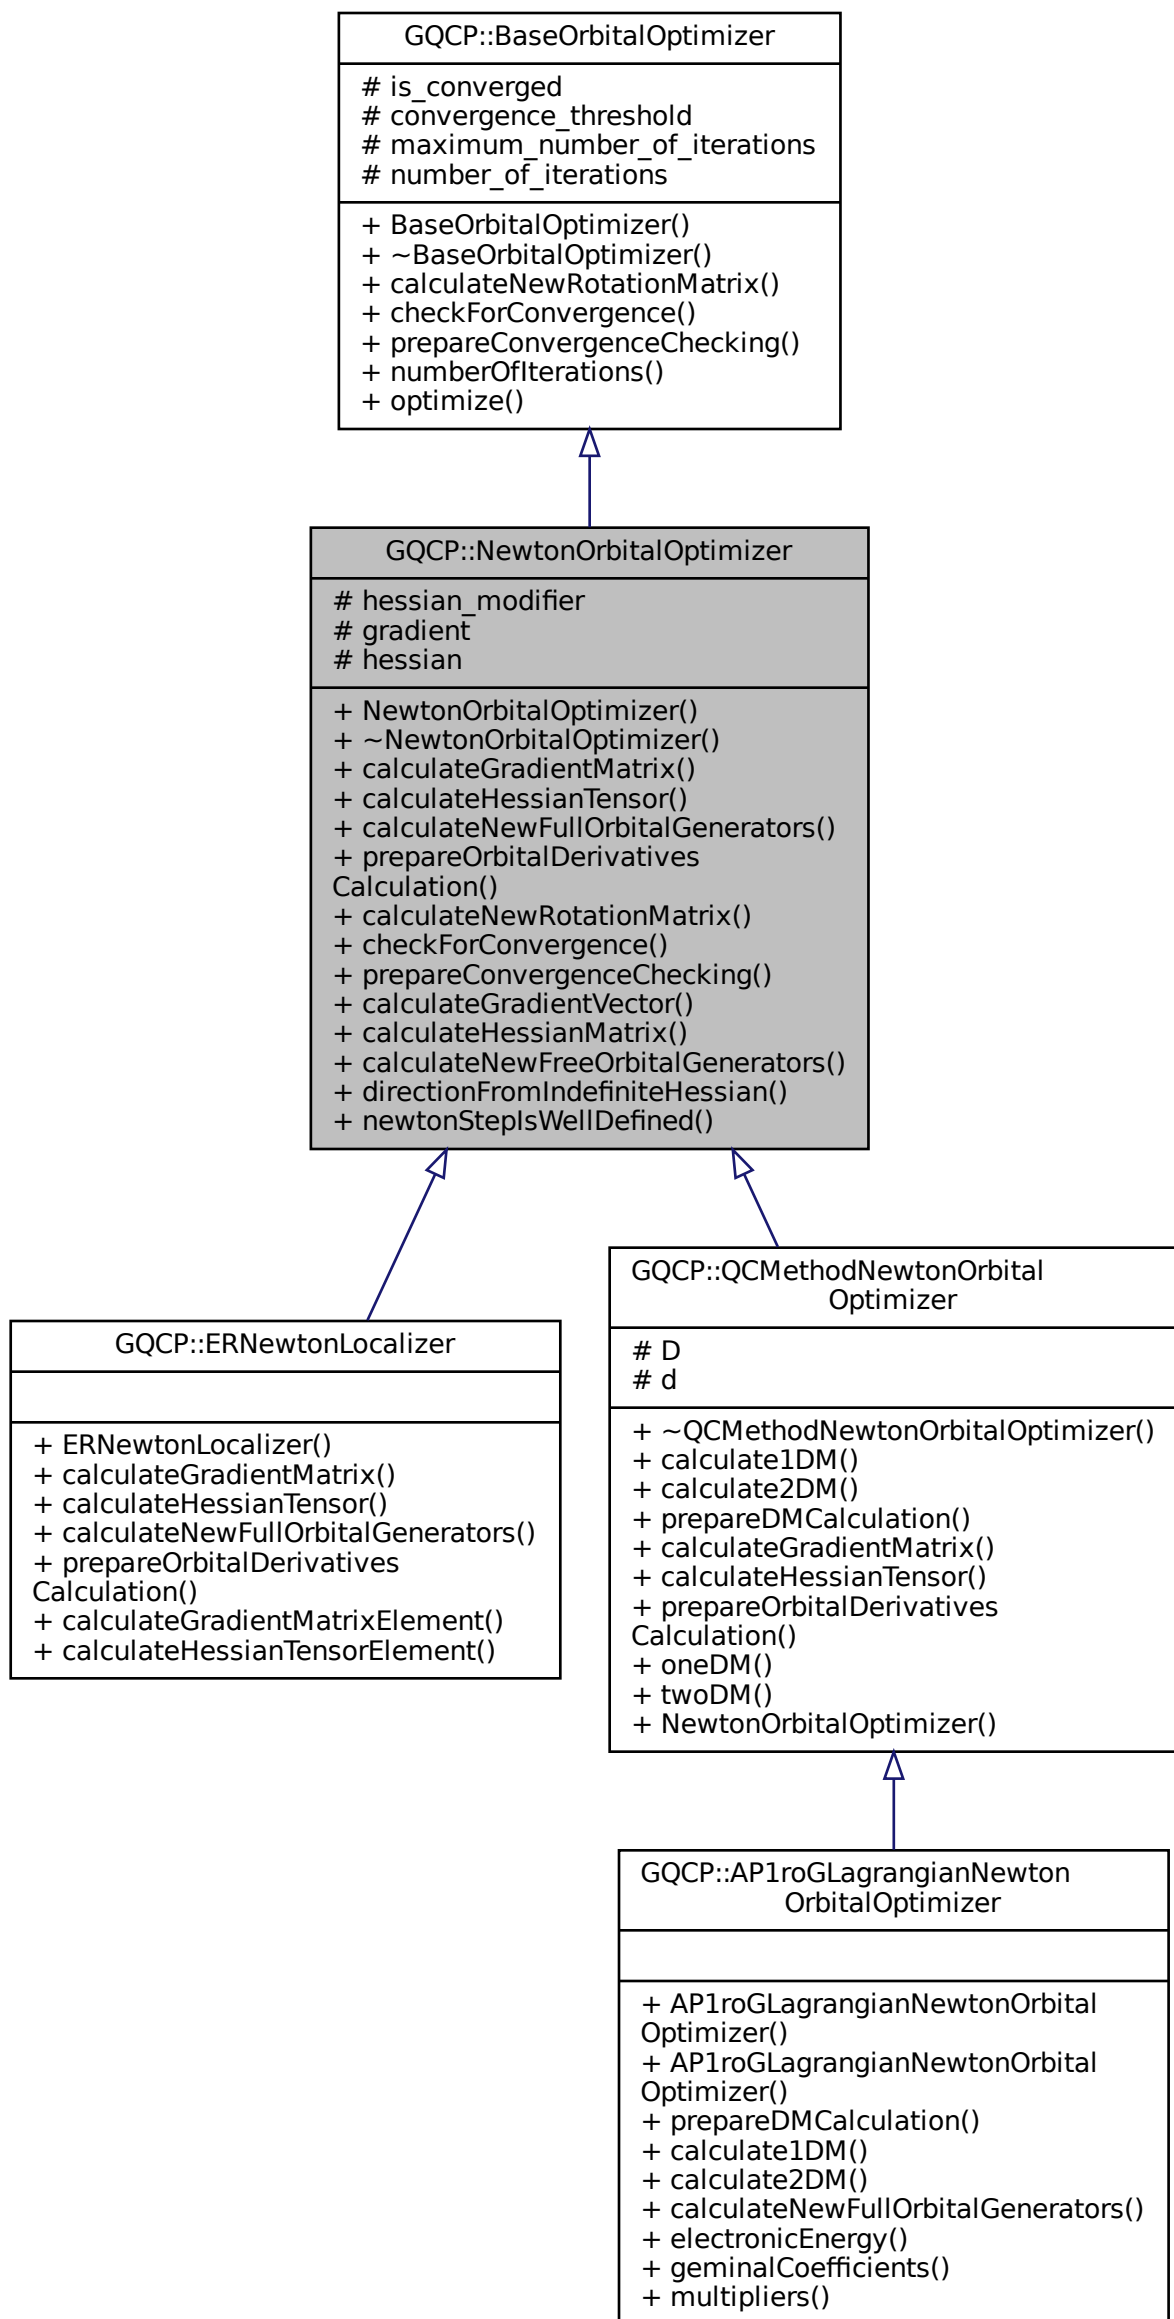 GQCP::BaseOrbitalOptimizer
# is_converged
# convergence_threshold
# maximum_number_of_iterations
# number_of_iterations
+ BaseOrbitalOptimizer()
+ ~BaseOrbitalOptimizer()
+ calculateNewRotationMatrix()
+ checkForConvergence()
+ prepareConvergenceChecking()
+ numberOfIterations()
+ optimize()
GQCP::NewtonOrbitalOptimizer
# hessian_modifier
# gradient
# hessian
+ NewtonOrbitalOptimizer()
+ ~NewtonOrbitalOptimizer()
+ calculateGradientMatrix()
+ calculateHessianTensor()
+ calculateNewFullOrbitalGenerators()
+ prepareOrbitalDerivatives
Calculation()
+ calculateNewRotationMatrix()
+ checkForConvergence()
+ prepareConvergenceChecking()
+ calculateGradientVector()
+ calculateHessianMatrix()
+ calculateNewFreeOrbitalGenerators()
+ directionFromIndefiniteHessian()
+ newtonStepIsWellDefined()
GQCP::ERNewtonLocalizer
+ ERNewtonLocalizer()
+ calculateGradientMatrix()
+ calculateHessianTensor()
+ calculateNewFullOrbitalGenerators()
+ prepareOrbitalDerivatives
Calculation()
+ calculateGradientMatrixElement()
+ calculateHessianTensorElement()
GQCP::QCMethodNewtonOrbital
Optimizer
# D
# d
+ ~QCMethodNewtonOrbitalOptimizer()
+ calculate1DM()
+ calculate2DM()
+ prepareDMCalculation()
+ calculateGradientMatrix()
+ calculateHessianTensor()
+ prepareOrbitalDerivatives
Calculation()
+ oneDM()
+ twoDM()
+ NewtonOrbitalOptimizer()
GQCP::AP1roGLagrangianNewton
OrbitalOptimizer
+ AP1roGLagrangianNewtonOrbital
Optimizer()
+ AP1roGLagrangianNewtonOrbital
Optimizer()
+ prepareDMCalculation()
+ calculate1DM()
+ calculate2DM()
+ calculateNewFullOrbitalGenerators()
+ electronicEnergy()
+ geminalCoefficients()
+ multipliers()